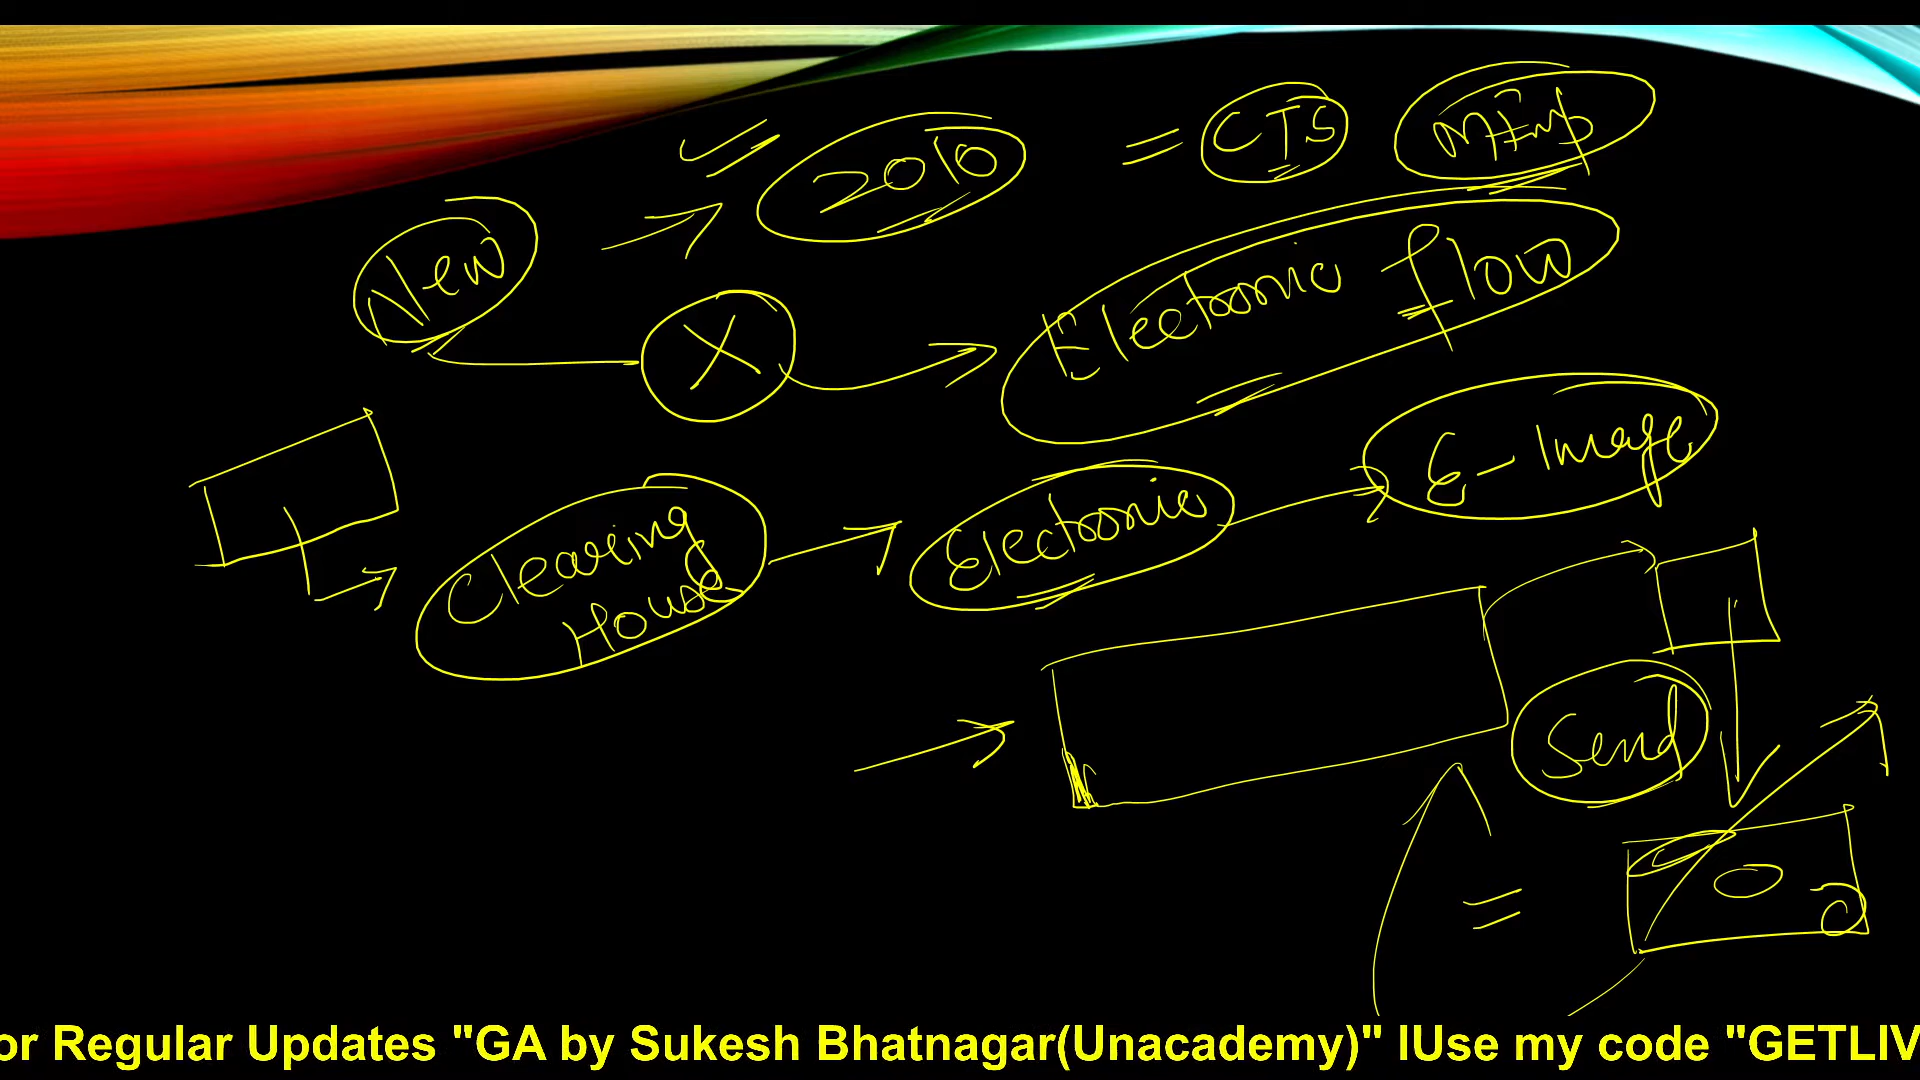 2010 = CTS M Imp
New
X Electronic flow
E-Image
Clearing Electronic
House
Send
=
or Regular Updates "GA by Sukesh Bhatnagar(Unacademy)" lUse my code "GETLIV